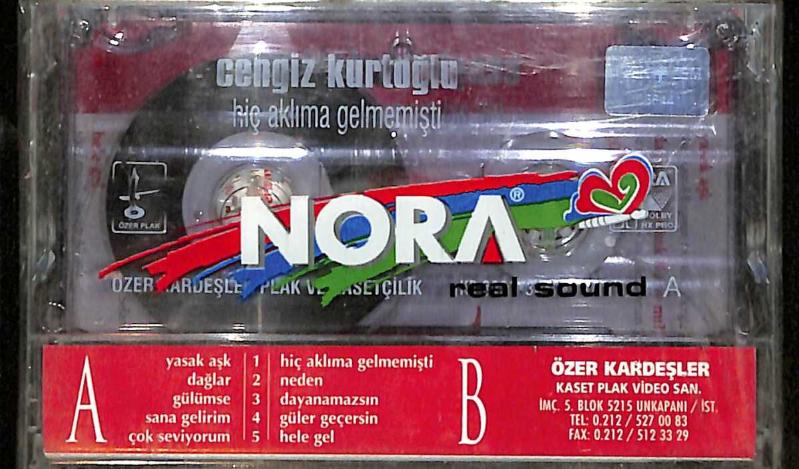 cengiz kurtoğlu
hiç aklıma gelmemişti
ÖZER PLAK
NORA®
DOLBY
HX PRO
real sound
A
A
yasak aşk 1 hiç aklıma gelmemişti
dağlar 2 neden
gülümse 3 dayanamazsın
sana gelirim 4 güler geçersin
çok seviyorum 5 hele gel
B
ÖZER KARDEŞLER
KASET PLAK VİDEO SAN.
İMÇ. 5. BLOK 5215 UNKAPANI / İST.
TEL: 0.212 / 527 00 83
FAX: 0.212 / 512 33 29